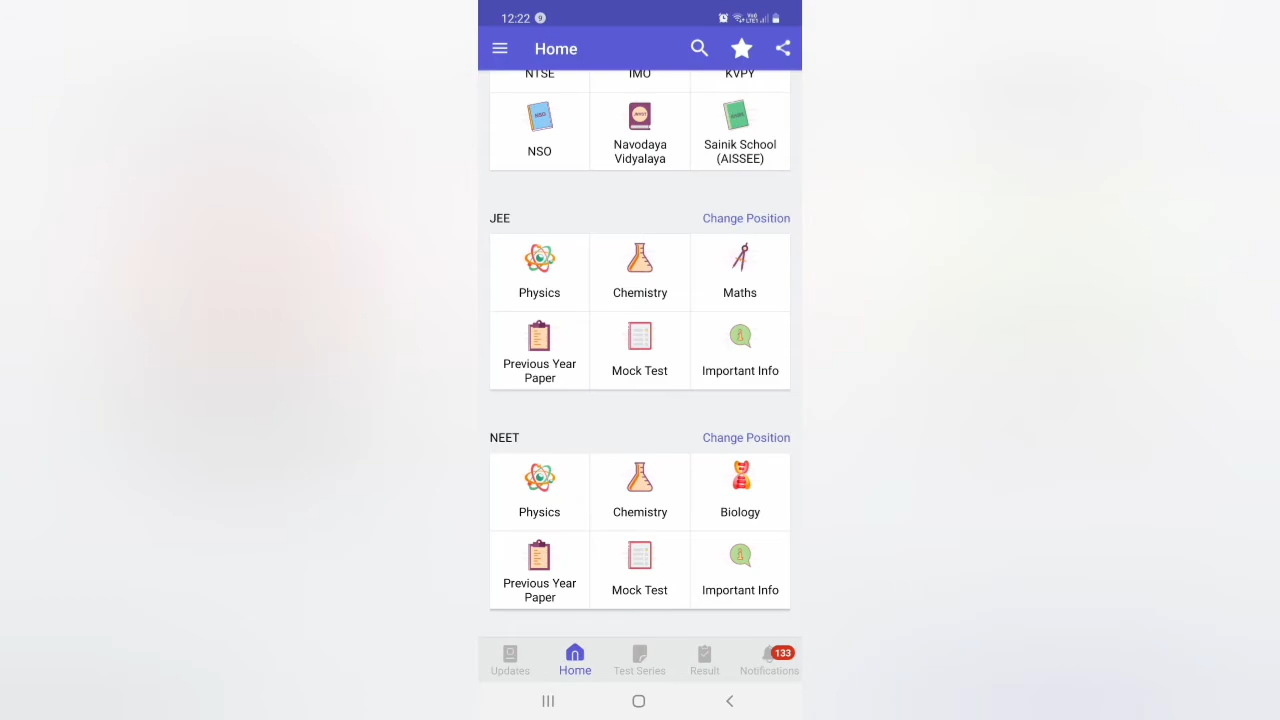 12:22 9
Home
NTSE IMO KVPY
NSO
Navodaya
Vidyalaya
Sainik School
(AISSEE)
JEE Change Position
Physics Chemistry Maths
Previous Year
Paper
Mock Test Important Info
NEET Change Position
Physics Chemistry Biology
Previous Year
Paper
Mock Test Important Info
133
Updates Home Test Series Result Notifications